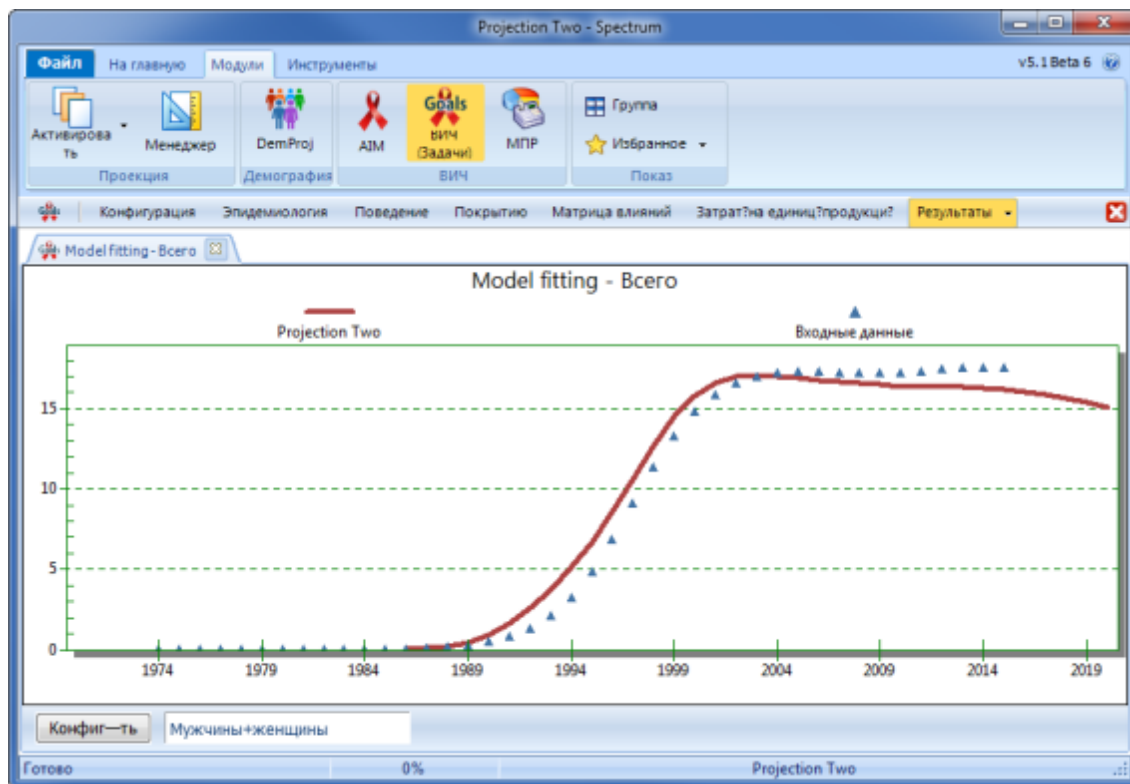 Projection Two - Spectrum
Файл На главную Модули Инструменты v5.1 Beta 6
Активирова
ть
Менеджер
DemProj
AIM
Goals
ВИЧ
(Задачи)
МПР
Группа
Избранное
Проекция Демография ВИЧ Показ
Конфигурация Эпидемиология Поведение Покрытию Матрица влияний Затрат?на единиц?продукци? Результаты
Model fitting - Всего
Model fitting - Всего
Projection Two Входные данные
15
10
5
0
1974 1979 1984 1989 1994 1999 2004 2009 2014 2019
Конфиг—ть Мужчины+женщины
Готово 0% Projection Two